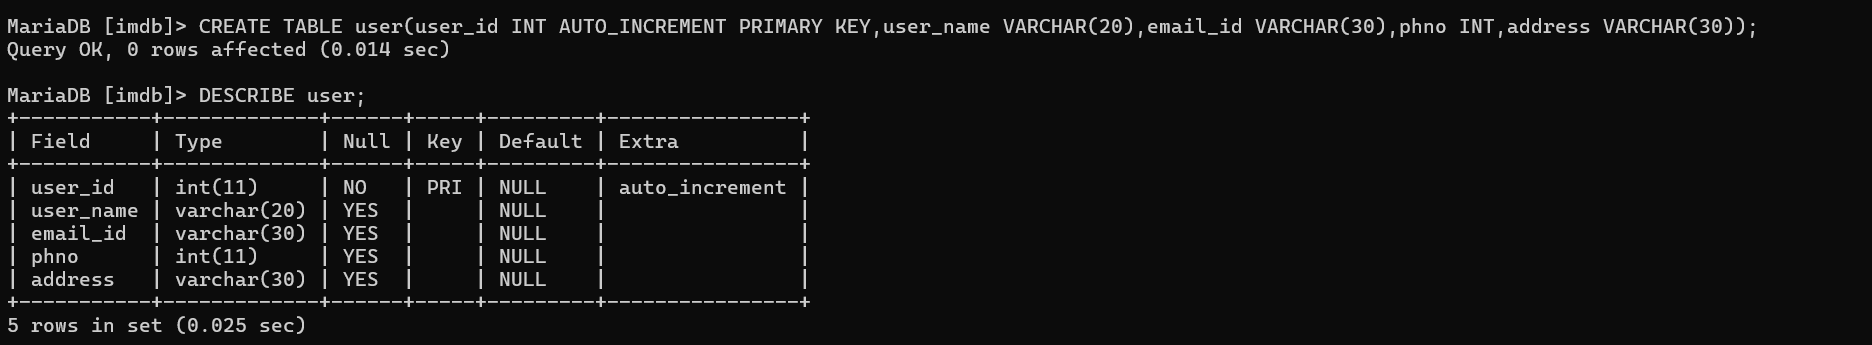 MariaDB [imdb]> CREATE TABLE user(user_id INT AUTO_INCREMENT PRIMARY KEY,user_name VARCHAR(20),email_id VARCHAR(30),phno INT,address VARCHAR(30));
Query OK, 0 rows affected (0.014 sec)

MariaDB [imdb]> DESCRIBE user;
+-----------+-------------+------+-----+---------+----------------+
| Field     | Type        | Null | Key | Default | Extra          |
+-----------+-------------+------+-----+---------+----------------+
| user_id   | int(11)     | NO   | PRI | NULL    | auto_increment |
| user_name | varchar(20) | YES  |     | NULL    |                |
| email_id  | varchar(30) | YES  |     | NULL    |                |
| phno      | int(11)     | YES  |     | NULL    |                |
| address   | varchar(30) | YES  |     | NULL    |                |
+-----------+-------------+------+-----+---------+----------------+
5 rows in set (0.025 sec)